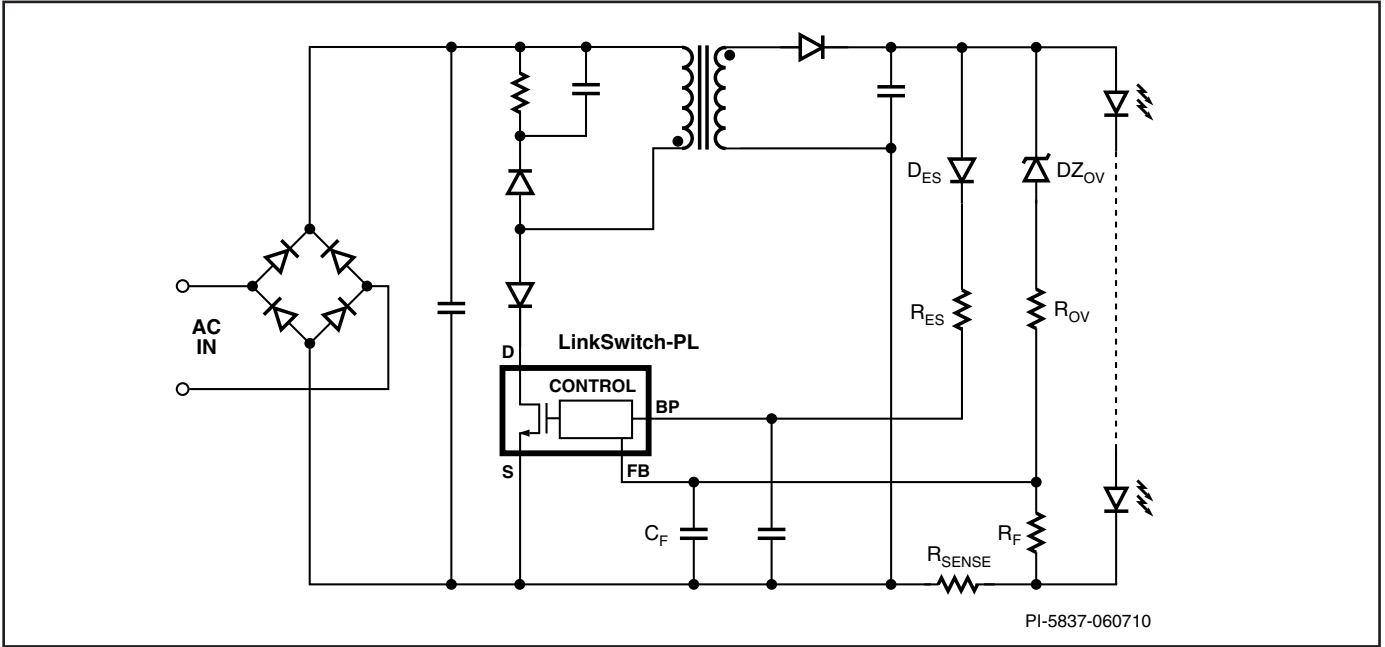 D_ES
DZ_OV
AC
IN
R_ES
R_OV
LinkSwitch-PL
D
CONTROL
BP
S
FB
C_F
R_F
R_SENSE
PI-5837-060710